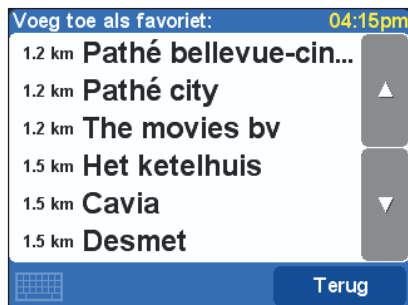 Voeg toe als favoriet: 04:15pm
1.2 km Pathé bellevue-cin...
1.2 km Pathé city
1.2 km The movies bv
1.5 km Het ketelhuis
1.5 km Cavia
1.5 km Desmet
Terug